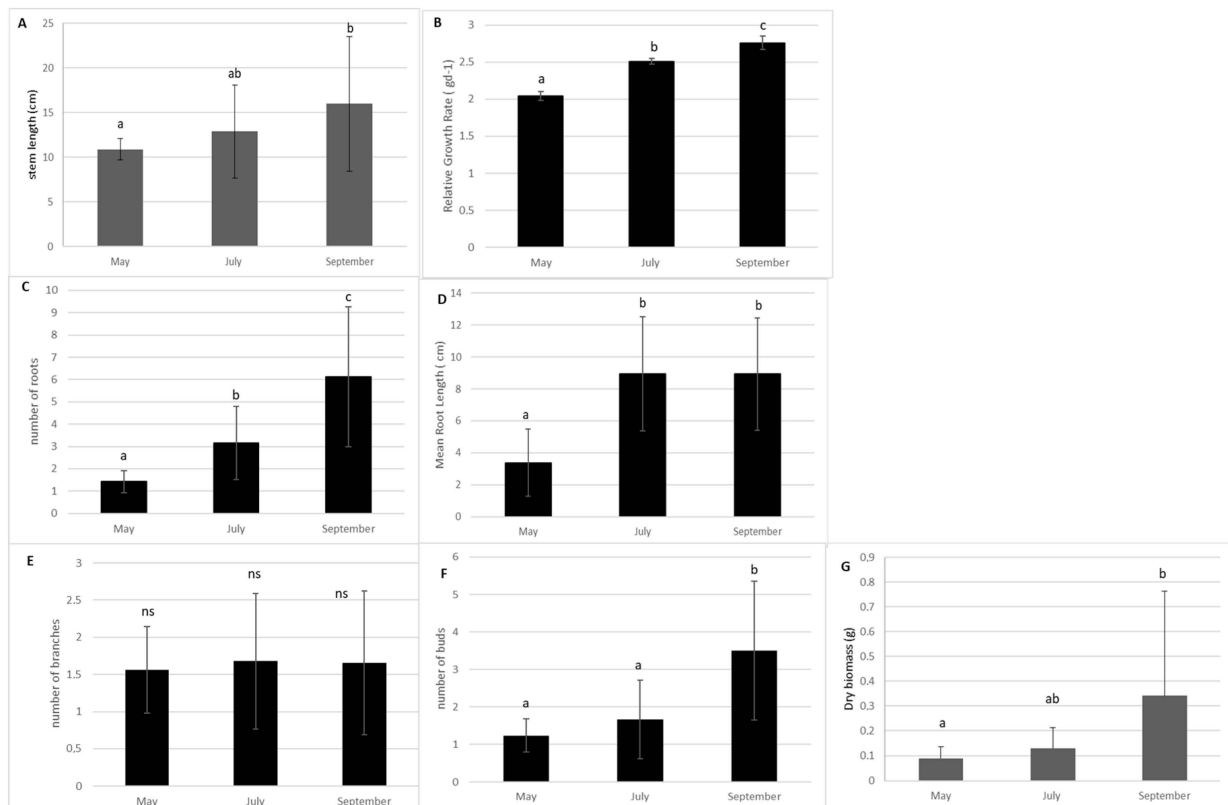 A
stem length (cm)
25
20
15
10
5
0
a
ab
b
May July September
B
Relative Growth Rate ( gd-1)
3
2.5
2
1.5
1
0.5
0
a
b
c
May July September
C
number of roots
10
9
8
7
6
5
4
3
2
1
0
a
b
c
May July September
D
Mean Root Length ( cm)
14
12
10
8
6
4
2
0
a
b
b
May July September
E
number of branches
3
2.5
2
1.5
1
0.5
0
ns
ns
ns
May July September
F
number of buds
6
5
4
3
2
1
0
a
a
b
May July September
G
Dry biomass (g)
0.9
0.8
0.7
0.6
0.5
0.4
0.3
0.2
0.1
0
a
ab
b
May July September